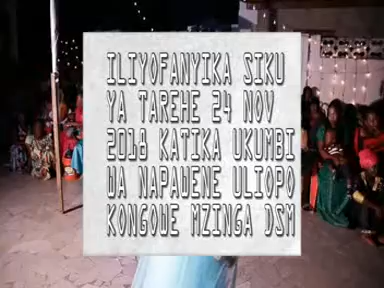 ILIYOFANYIKA SIKU
YA TAREHE 24 NOV
2018 KATIKA UKUMBI
WA NAPAWENE ULIOPO
KONGOWE MZINGA DSM